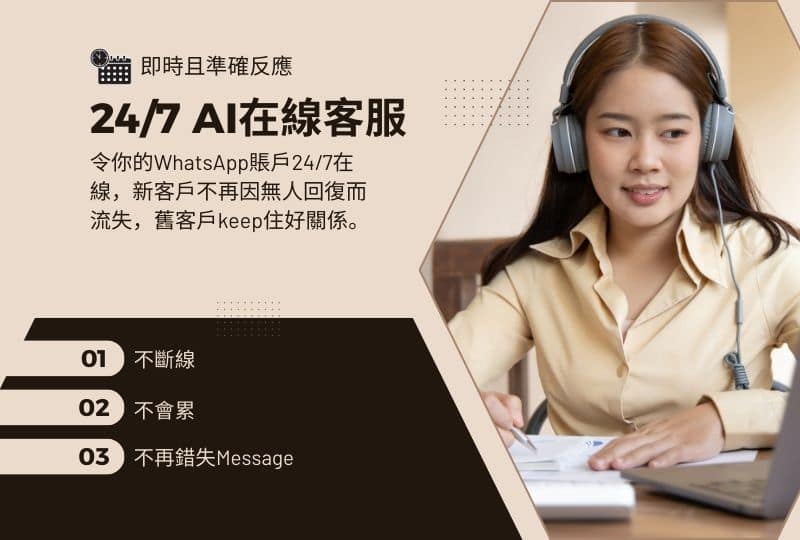 即時且準確反應
24/7 AI在線客服
令你的WhatsApp賬戶24/7在
線，新客戶不再因無人回復而
流失，舊客戶keep住好關係。
01 不斷線
02 不會累
03 不再錯失Message